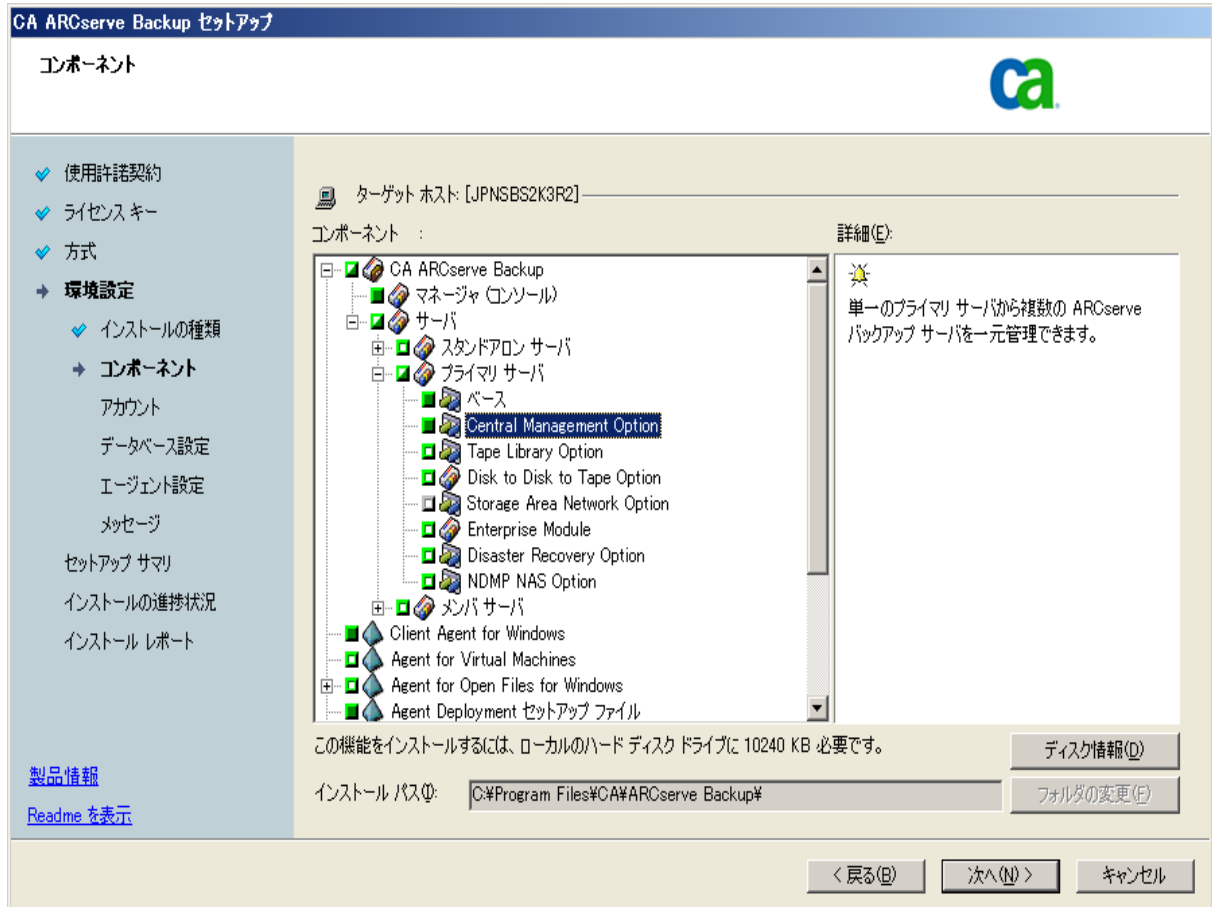 CA ARCserve Backup セットアップ
コンポーネント
ca
使用許諾契約
ライセンス キー
方式
環境設定
インストールの種類
コンポーネント
アカウント
データベース設定
エージェント設定
メッセージ
セットアップ サマリ
インストールの進捗状況
インストール レポート
製品情報
Readme を表示
ターゲット ホスト: [JPNSBS2K3R2]
コンポーネント :
CA ARCserve Backup
マネージャ (コンソール)
サーバ
スタンドアロン サーバ
プライマリ サーバ
ベース
Central Management Option
Tape Library Option
Disk to Disk to Tape Option
Storage Area Network Option
Enterprise Module
Disaster Recovery Option
NDMP NAS Option
メンバ サーバ
Client Agent for Windows
Agent for Virtual Machines
Agent for Open Files for Windows
Agent Deployment セットアップ ファイル
詳細(E):
単一のプライマリ サーバから複数の ARCserve
バックアップ サーバを一元管理できます。
この機能をインストールするには、ローカルのハード ディスク ドライブに 10240 KB 必要です。
ディスク情報(D)
インストール パス(I):
C:¥Program Files¥CA¥ARCserve Backup¥
フォルダの変更(F)
< 戻る(B)
次へ(N) >
キャンセル